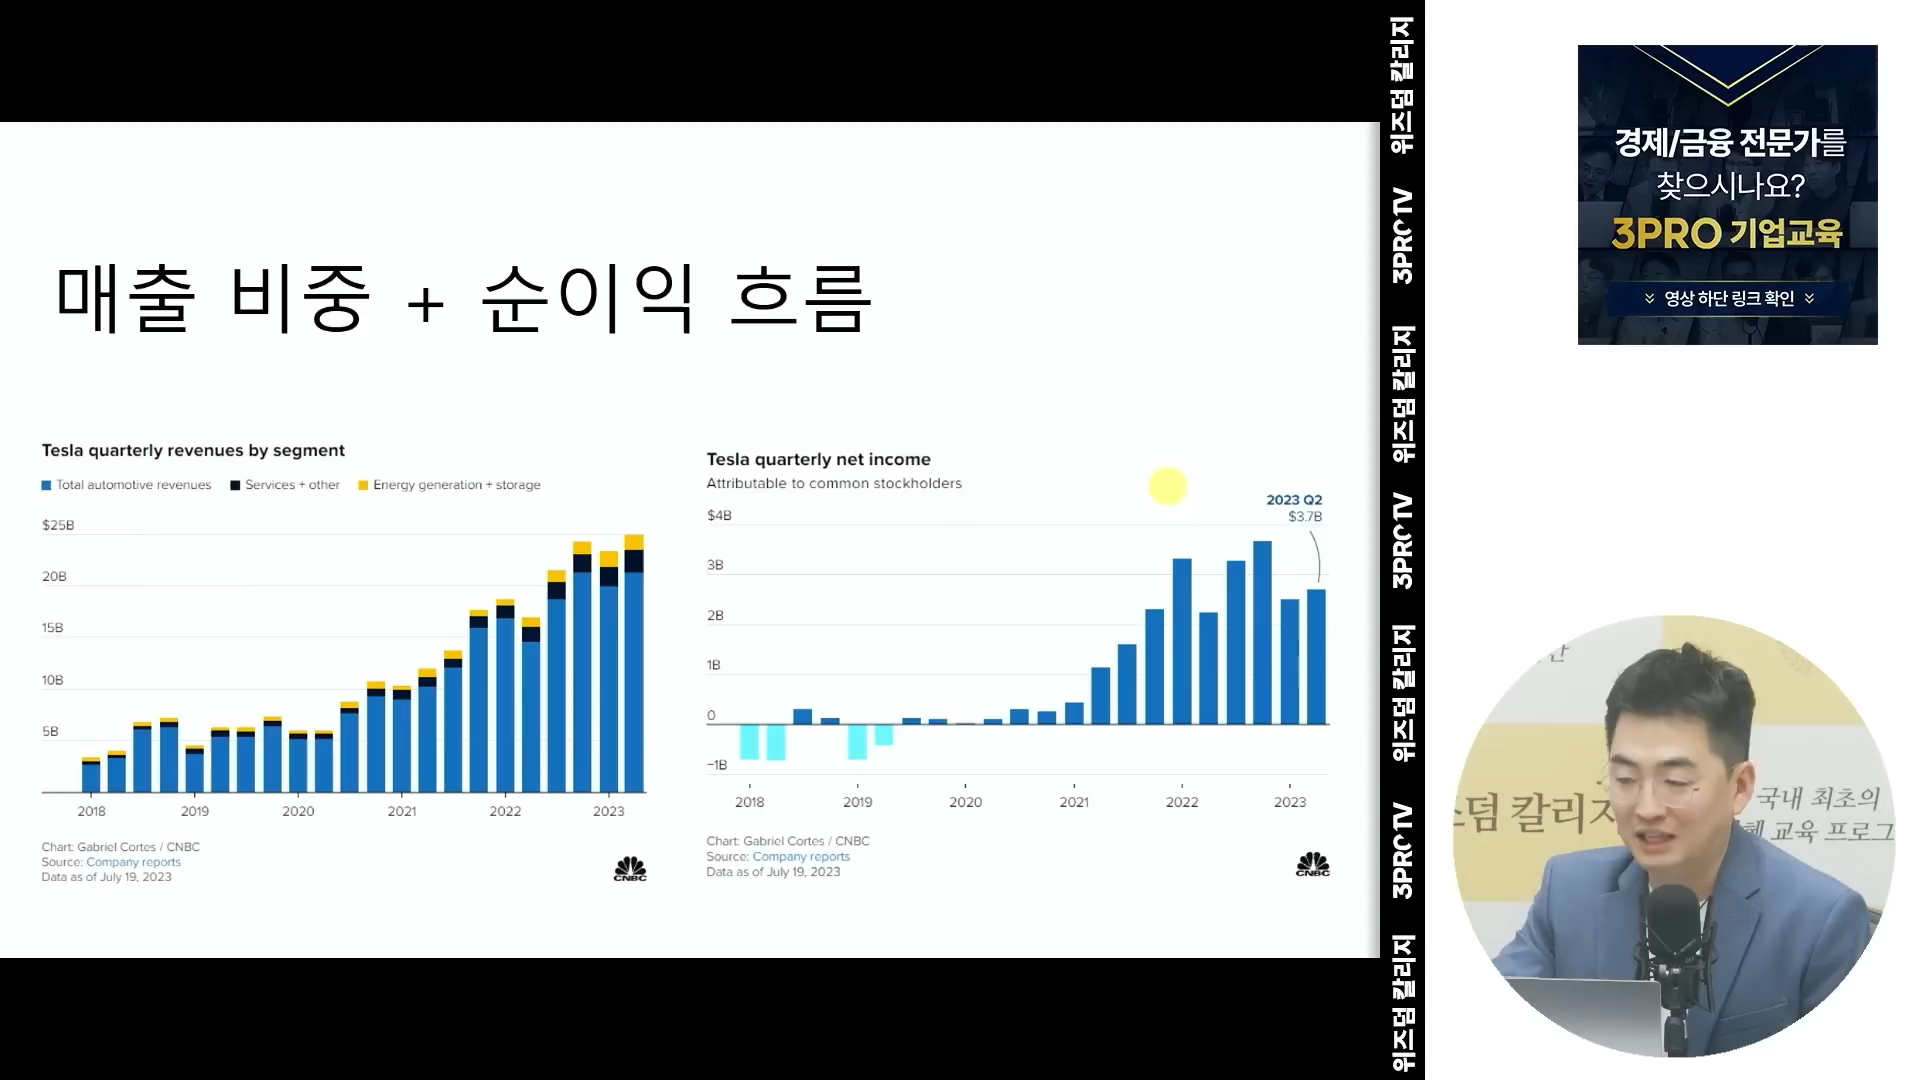 매출 비중 + 순이익 흐름
Tesla quarterly revenues by segment
Total automotive revenues
Services + other
Energy generation + storage
$25B
20B
15B
10B
5B
2018
2019
2020
2021
2022
2023
Chart: Gabriel Cortes / CNBC
Source: Company reports
Data as of July 19, 2023
CNBC
Tesla quarterly net income
Attributable to common stockholders
2023 Q2
$3.7B
$4B
3B
2B
1B
0
−1B
2018
2019
2020
2021
2022
2023
Chart: Gabriel Cortes / CNBC
Source: Company reports
Data as of July 19, 2023
CNBC
위즈덤 칼리지
3PROTV
위즈덤 칼리지
3PROTV
위즈덤 칼리지
3PROTV
위즈덤 칼리지
경제/금융 전문가를
찾으시나요?
3PRO 기업교육
영상 하단 링크 확인
덤 칼리지
국내 최초의
교육 프로그